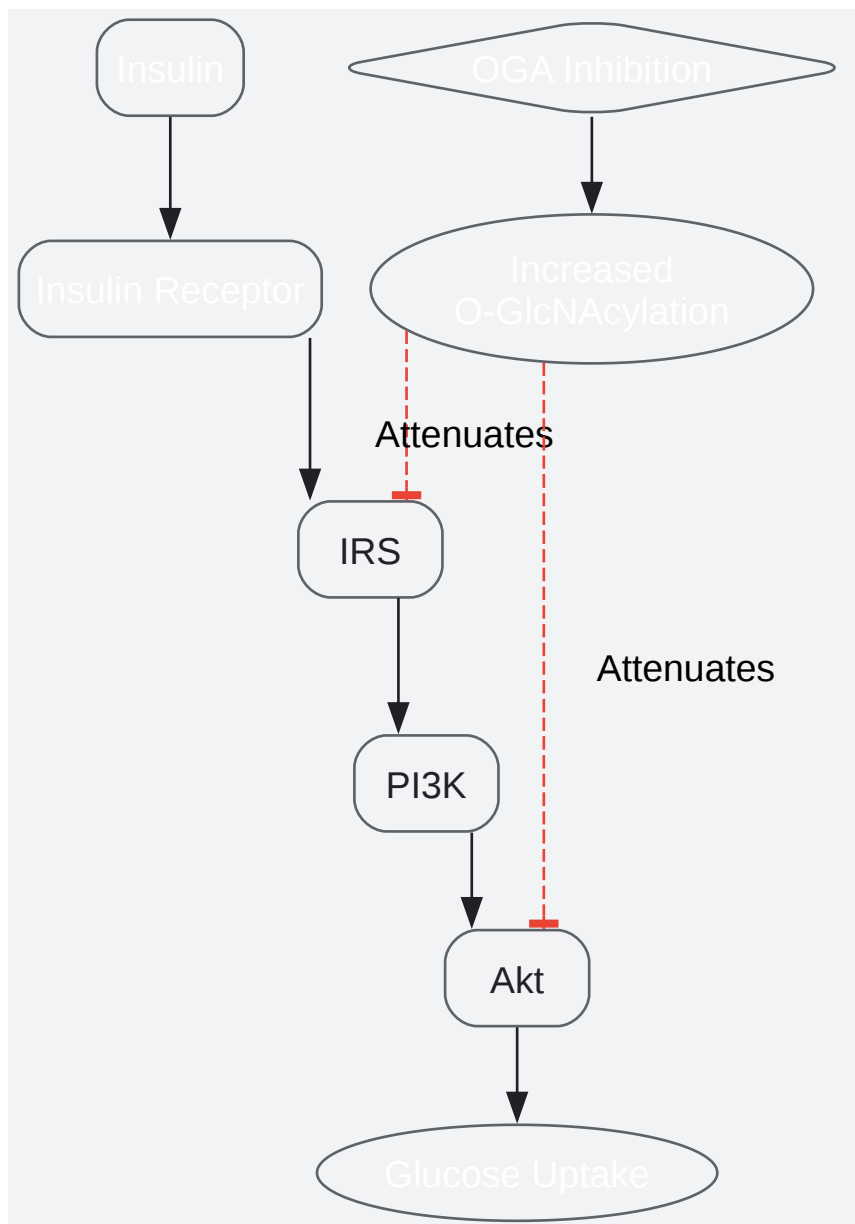 Insulin
OGA Inhibition
Insulin Receptor
Increased
O-GlcNAcylation
Attenuates
IRS
Attenuates
PI3K
Akt
Glucose Uptake